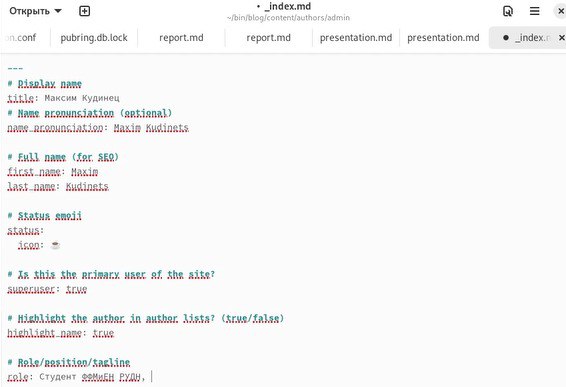 Открыть
• _index.md
~/bin/blog/content/authors/admin
n.conf
pubring.db.lock
report.md
report.md
presentation.md
presentation.md
• _index.m
---
# Display name
title: Максим Кудинец
# Name pronunciation (optional)
name_pronunciation: Maxim Kudinets
# Full name (for SEO)
first_name: Maxim
last_name: Kudinets
# Status emoji
status:
icon: ☕
# Is this the primary user of the site?
superuser: true
# Highlight the author in author lists? (true/false)
highlight_name: true
# Role/position/tagline
role: Студент ФФМиЕН РУДН,